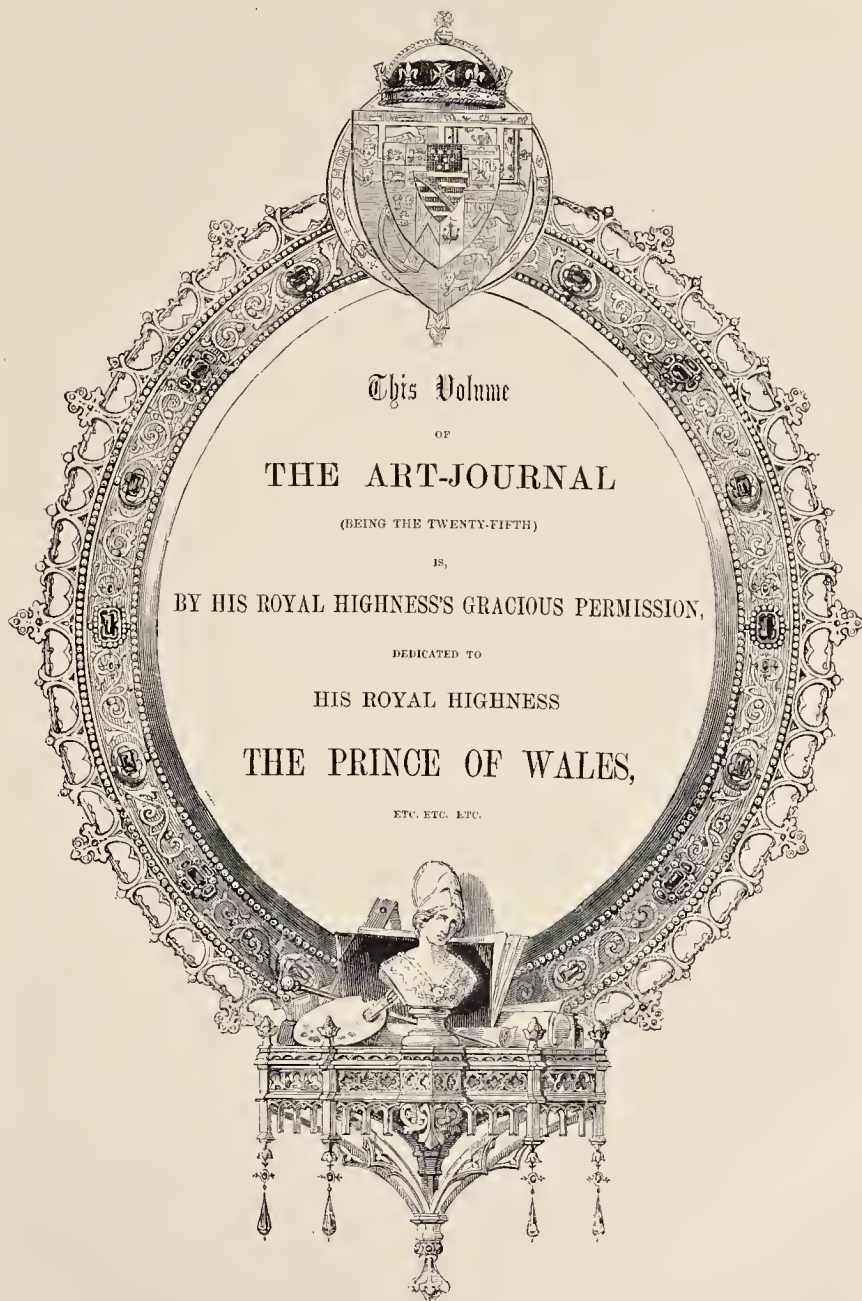 This Volume
OF
THE ART-JOURNAL
(BEING THE TWENTY-FIFTH)
IS,
BY HIS ROYAL HIGHNESS'S GRACIOUS PERMISSION,
DEDICATED TO
HIS ROYAL HIGHNESS
THE PRINCE OF WALES,
ETC. ETC. ETC.